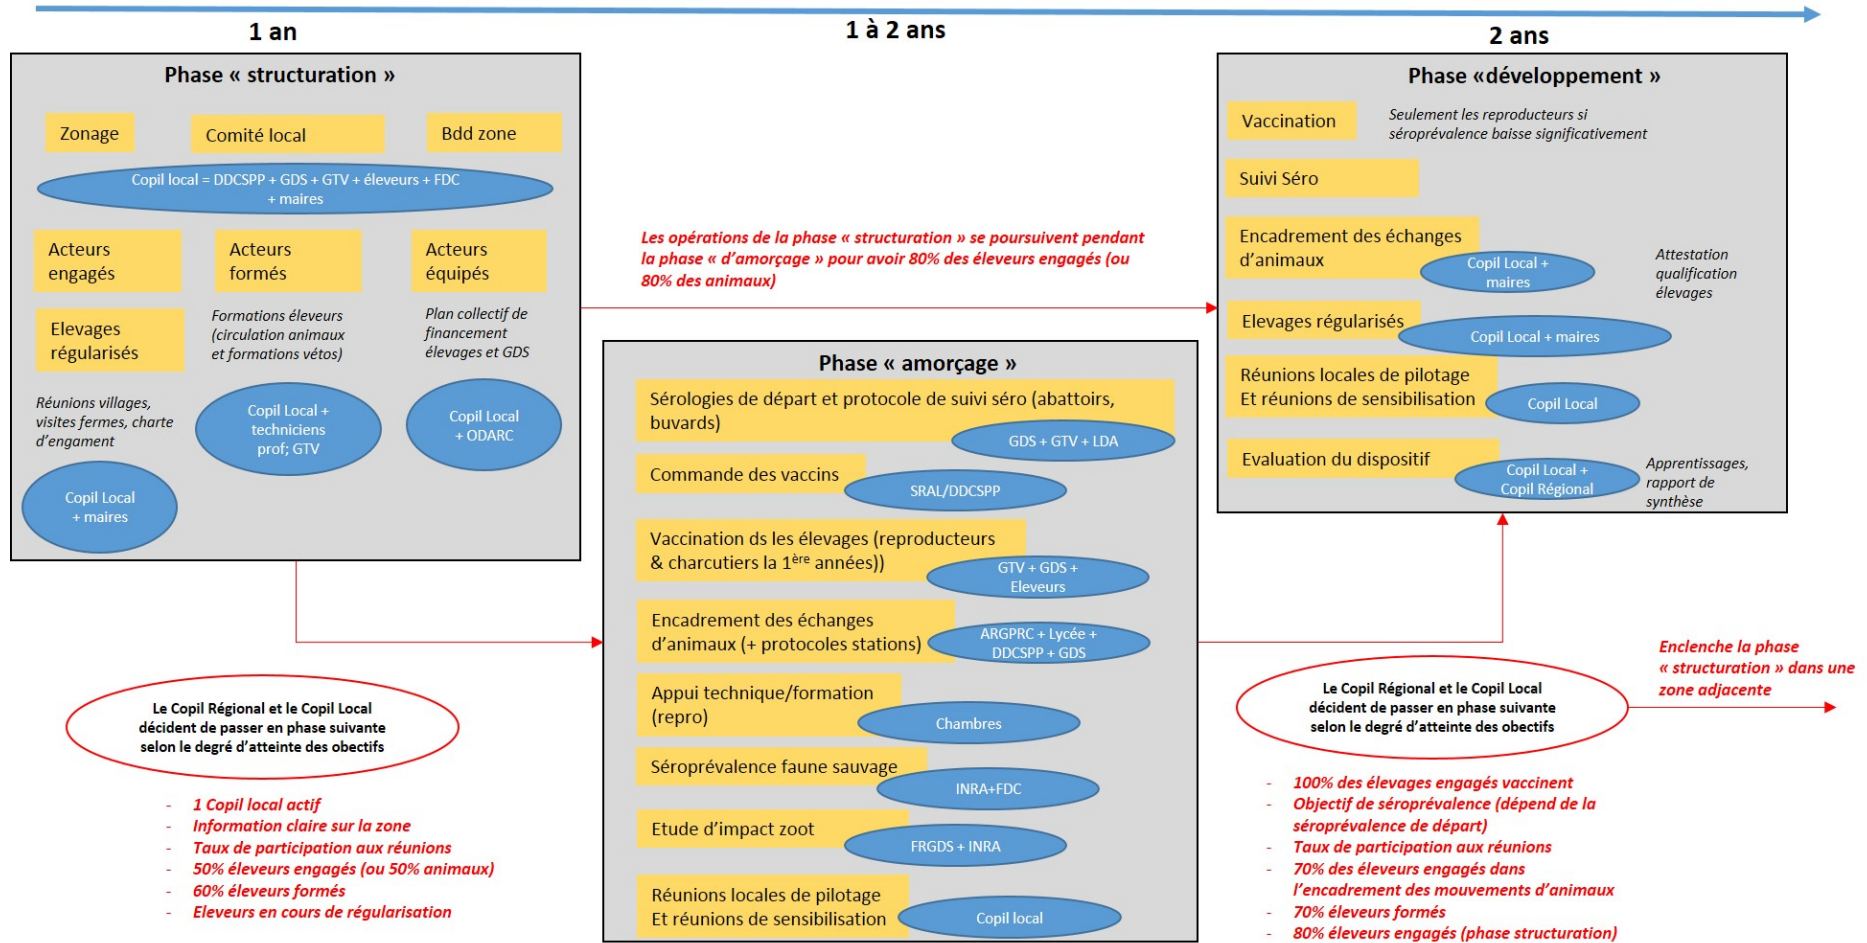 1 an
1 à 2 ans
2 ans
Phase « structuration »
Zonage
Comité local
Bdd zone
Copil local = DDCSPP + GDS + GTV + éleveurs + FDC
+ maires
Acteurs
engagés
Acteurs
formés
Acteurs
équipés
Elevages
régularisés
Formations éleveurs
(circulation animaux
et formations vétos)
Plan collectif de
financement
élevages et GDS
Réunions villages,
visites fermes, charte
d'engament
Copil Local +
techniciens
prof; GTV
Copil Local
+ ODARC
Copil Local
+ maires
Les opérations de la phase « structuration » se poursuivent pendant
la phase « d'amorçage » pour avoir 80% des éleveurs engagés (ou
80% des animaux)
Phase « amorçage »
Sérologies de départ et protocole de suivi séro (abattoirs,
buvards)
GDS + GTV + LDA
Commande des vaccins
SRAL/DDCSPP
Vaccination ds les élevages (reproducteurs
& charcutiers la 1ère années))
GTV + GDS +
Eleveurs
Encadrement des échanges
d'animaux (+ protocoles stations)
ARGPRC + Lycée +
DDCSPP + GDS
Appui technique/formation
(repro)
Chambres
Séroprévalence faune sauvage
INRA+FDC
Etude d'impact zoot
FRGDS + INRA
Réunions locales de pilotage
Et réunions de sensibilisation
Copil local
Phase «développement »
Vaccination
Seulement les reproducteurs si
séroprévalence baisse significativement
Suivi Séro
Encadrement des échanges
d'animaux
Copil Local +
maires
Attestation
qualification
élevages
Elevages régularisés
Copil Local + maires
Réunions locales de pilotage
Et réunions de sensibilisation
Copil Local
Evaluation du dispositif
Copil Local +
Copil Régional
Apprentissages,
rapport de
synthèse
Le Copil Régional et le Copil Local
décident de passer en phase suivante
selon le degré d'atteinte des obectifs
- 1 Copil local actif
- Information claire sur la zone
- Taux de participation aux réunions
- 50% éleveurs engagés (ou 50% animaux)
- 60% éleveurs formés
- Eleveurs en cours de régularisation
Le Copil Régional et le Copil Local
décident de passer en phase suivante
selon le degré d'atteinte des obectifs
Enclenche la phase
« structuration » dans une
zone adjacente
- 100% des élevages engagés vaccinent
- Objectif de séroprévalence (dépend de la
séroprévalence de départ)
- Taux de participation aux réunions
- 70% des éleveurs engagés dans
l'encadrement des mouvements d'animaux
- 70% éleveurs formés
- 80% éleveurs engagés (phase structuration)